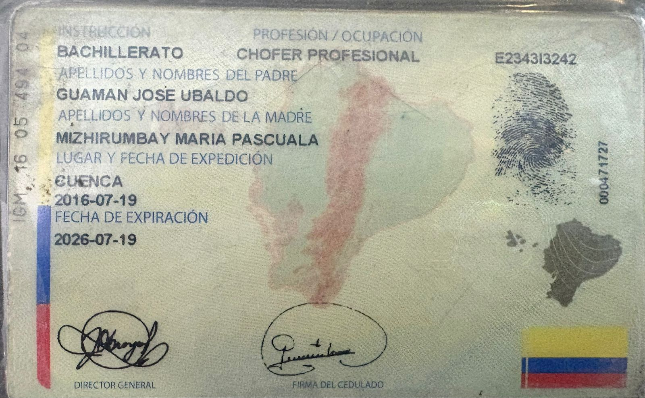 INSTRUCCIÓN
PROFESIÓN / OCUPACIÓN
BACHILLERATO
CHOFER PROFESIONAL
E234313242
APELLIDOS Y NOMBRES DEL PADRE
GUAMAN JOSE UBALDO
APELLIDOS Y NOMBRES DE LA MADRE
MIZHIRUMBAY MARIA PASCUALA
LUGAR Y FECHA DE EXPEDICIÓN
CUENCA
2016-07-19
FECHA DE EXPIRACIÓN
2026-07-19
DIRECTOR GENERAL
FIRMA DEL CEDULADO
IGM. 16 05 494 04
000471727